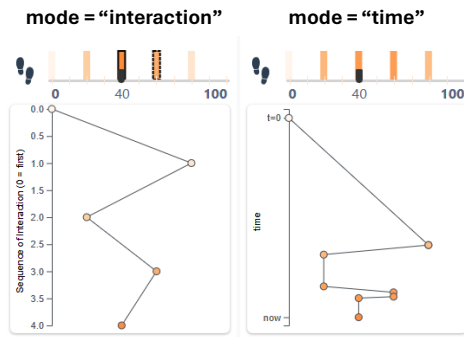 mode = “interaction”
0
40
100
Sequence of Interaction (0 = first)
0.0
0.5
1.0
1.5
2.0
2.5
3.0
3.5
4.0
mode = “time”
0
40
100
time
t=0
now